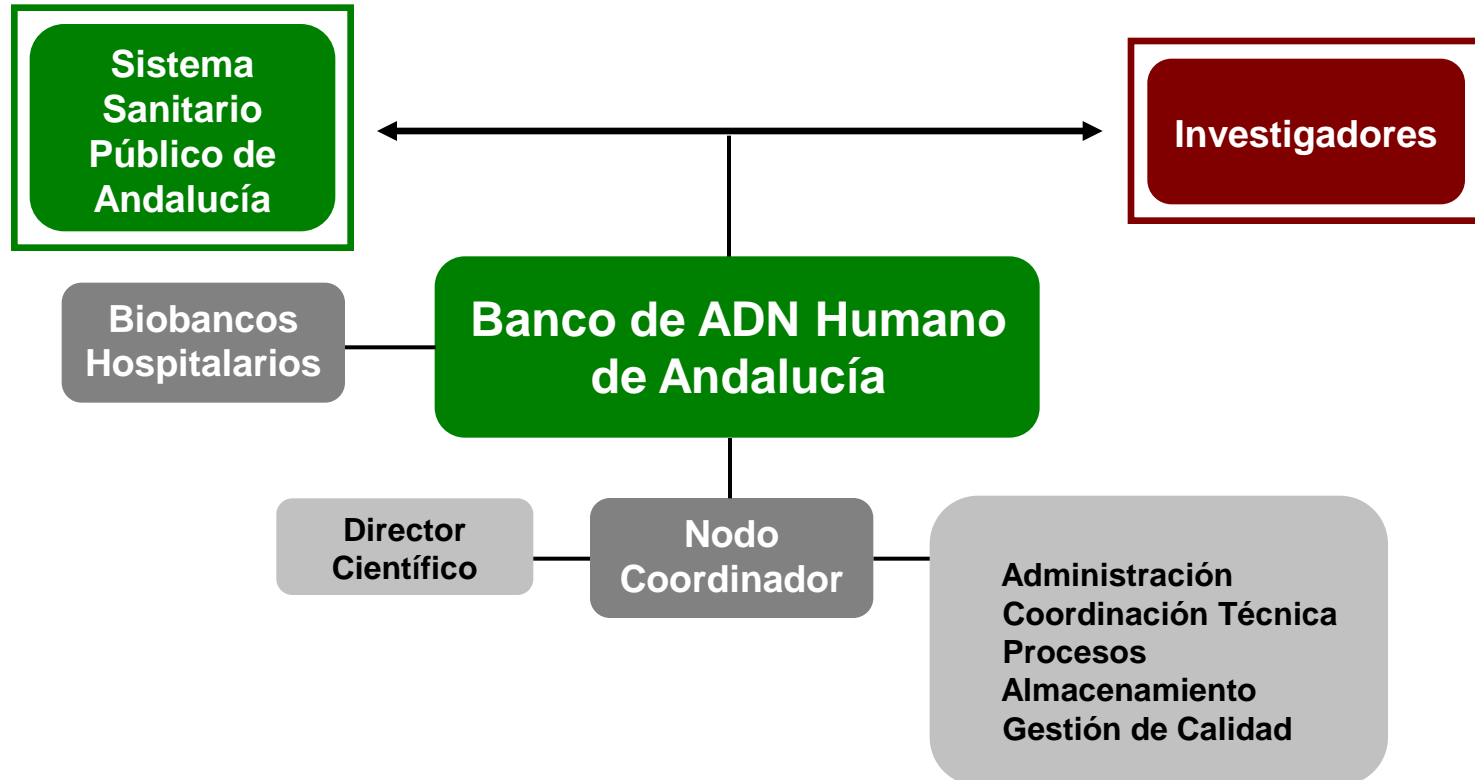 Sistema
Sanitario
Público de
Andalucía
Investigadores
Biobancos
Hospitalarios
Banco de ADN Humano
de Andalucía
Director
Científico
Nodo
Coordinador
Administración
Coordinación Técnica
Procesos
Almacenamiento
Gestión de Calidad